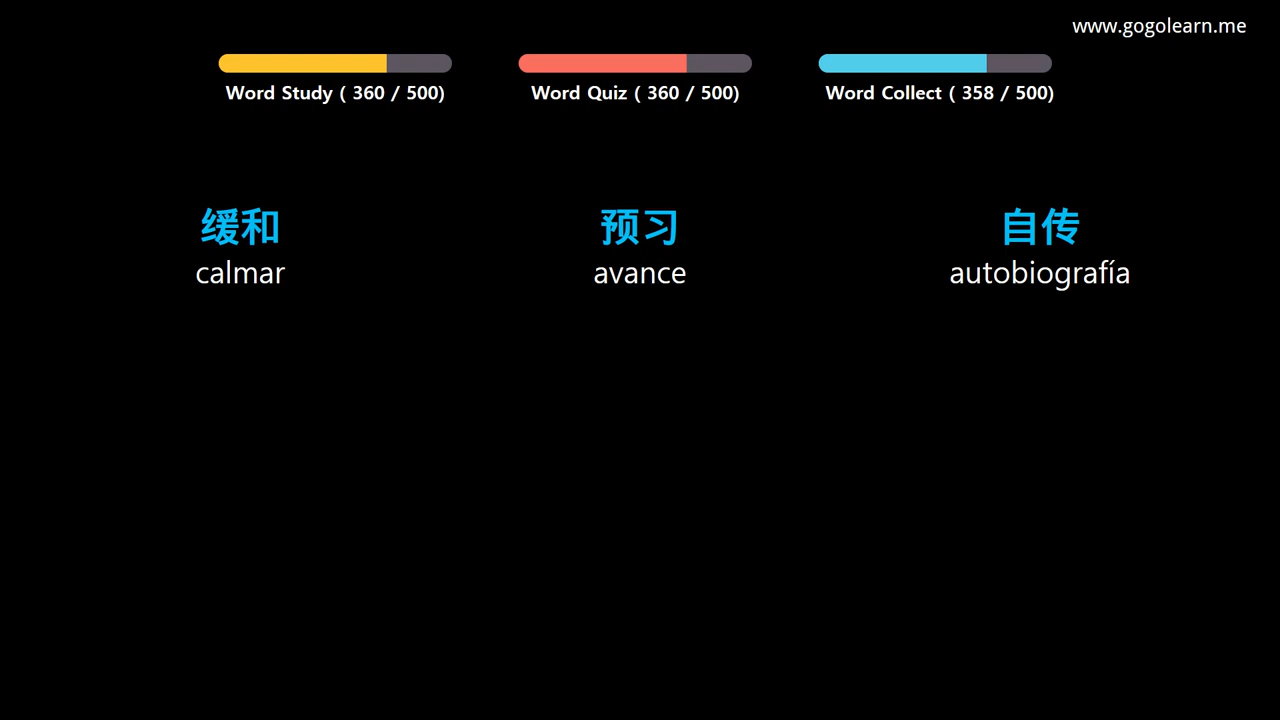 www.gogolearn.me
Word Study ( 360 / 500)
Word Quiz ( 360 / 500)
Word Collect ( 358 / 500)
缓和
calmar
预习
avance
自传
autobiografía